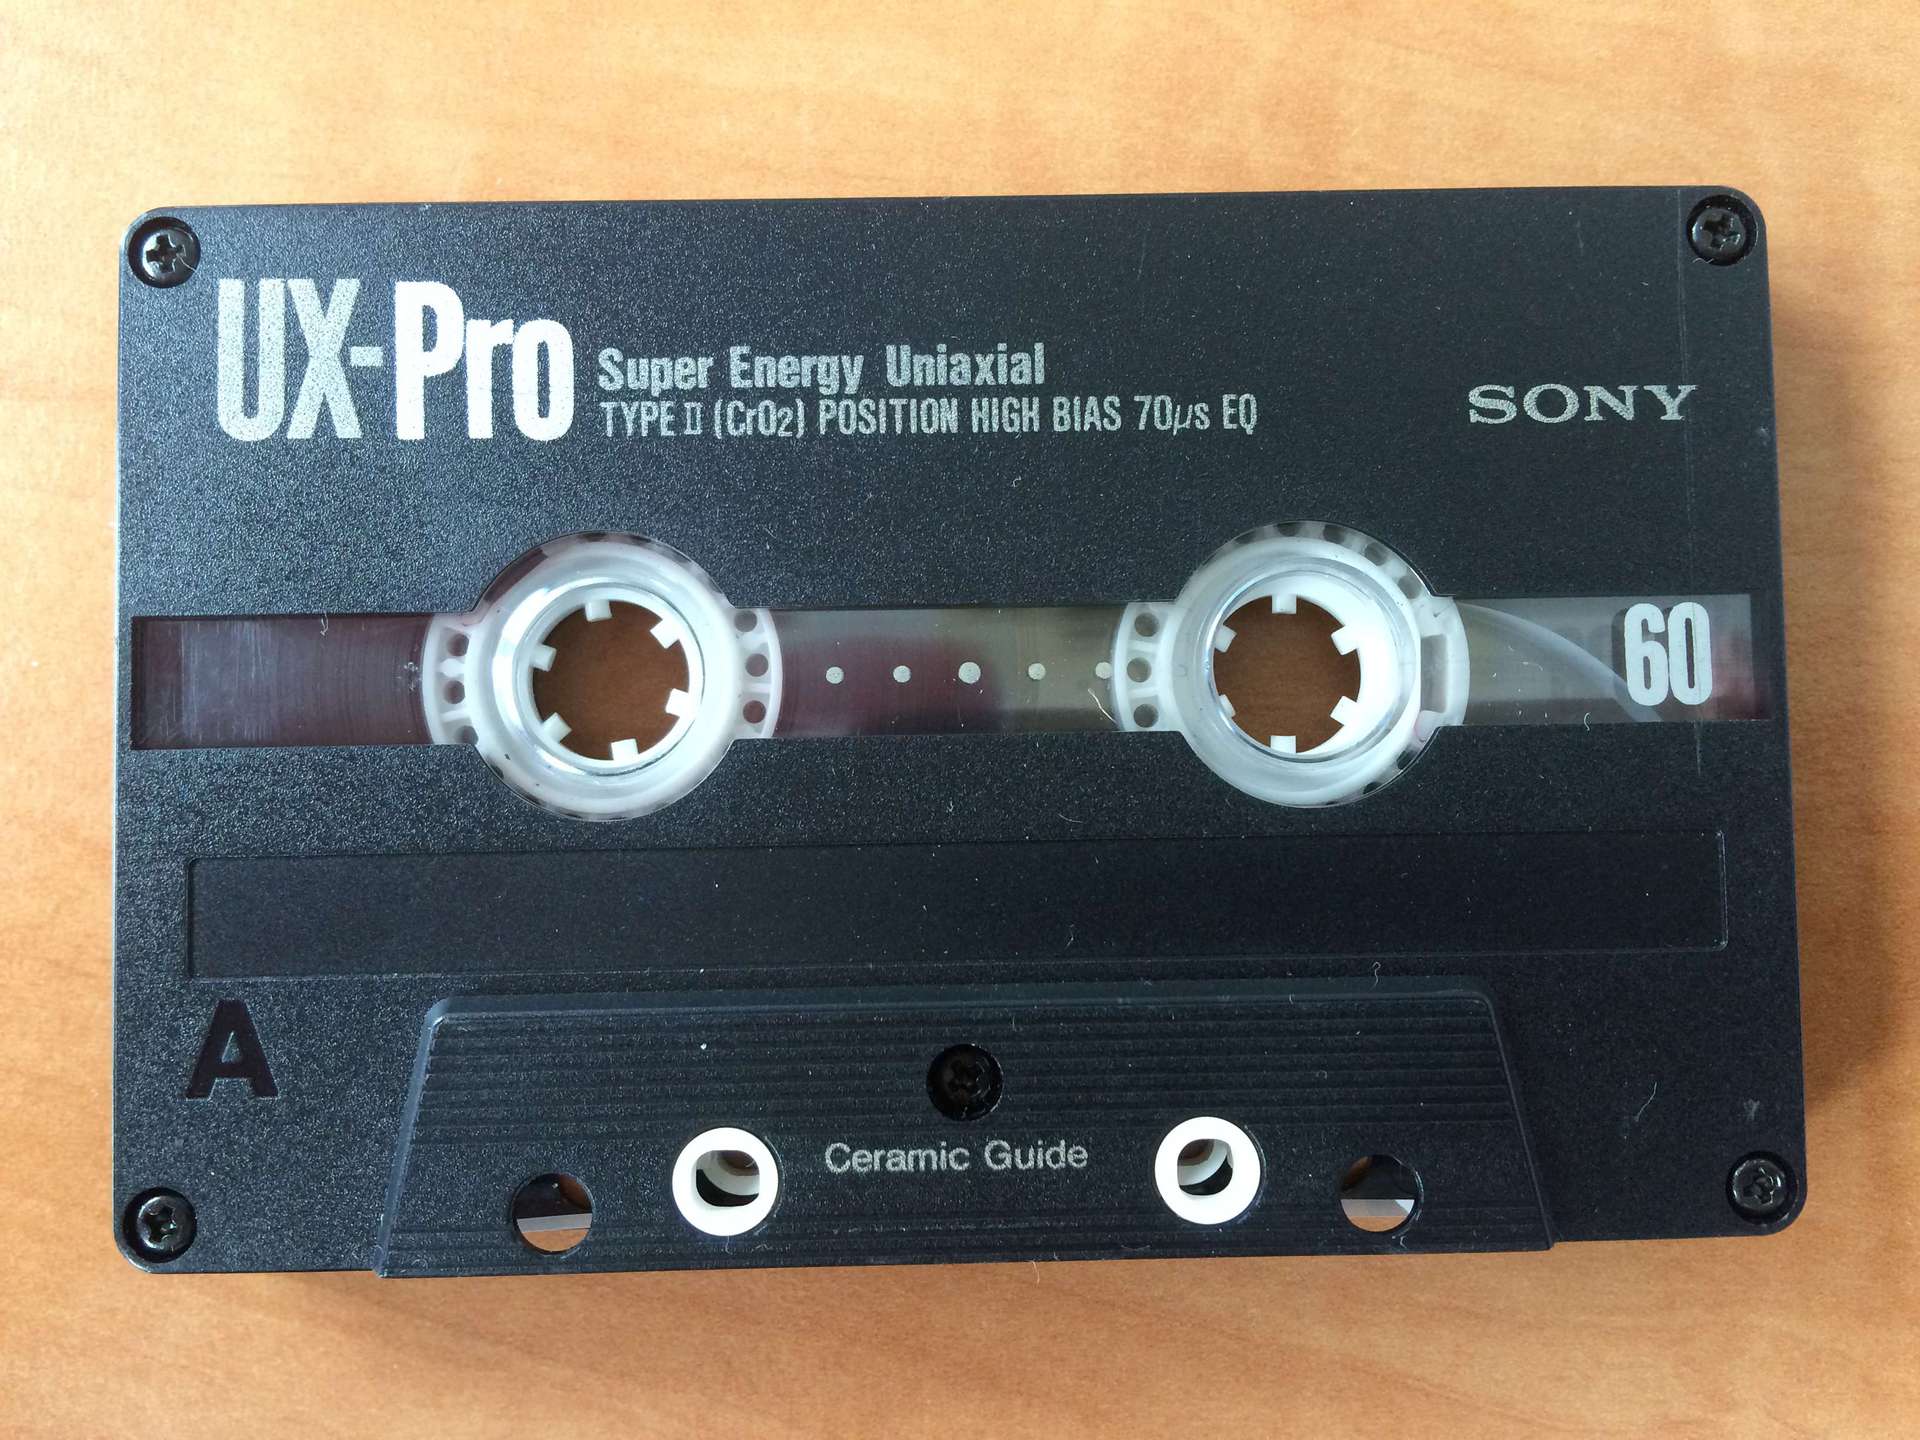 UX-Pro
Super Energy Uniaxial
TYPE II (CrO2) POSITION HIGH BIAS 70µs EQ
SONY
60
A
Ceramic Guide